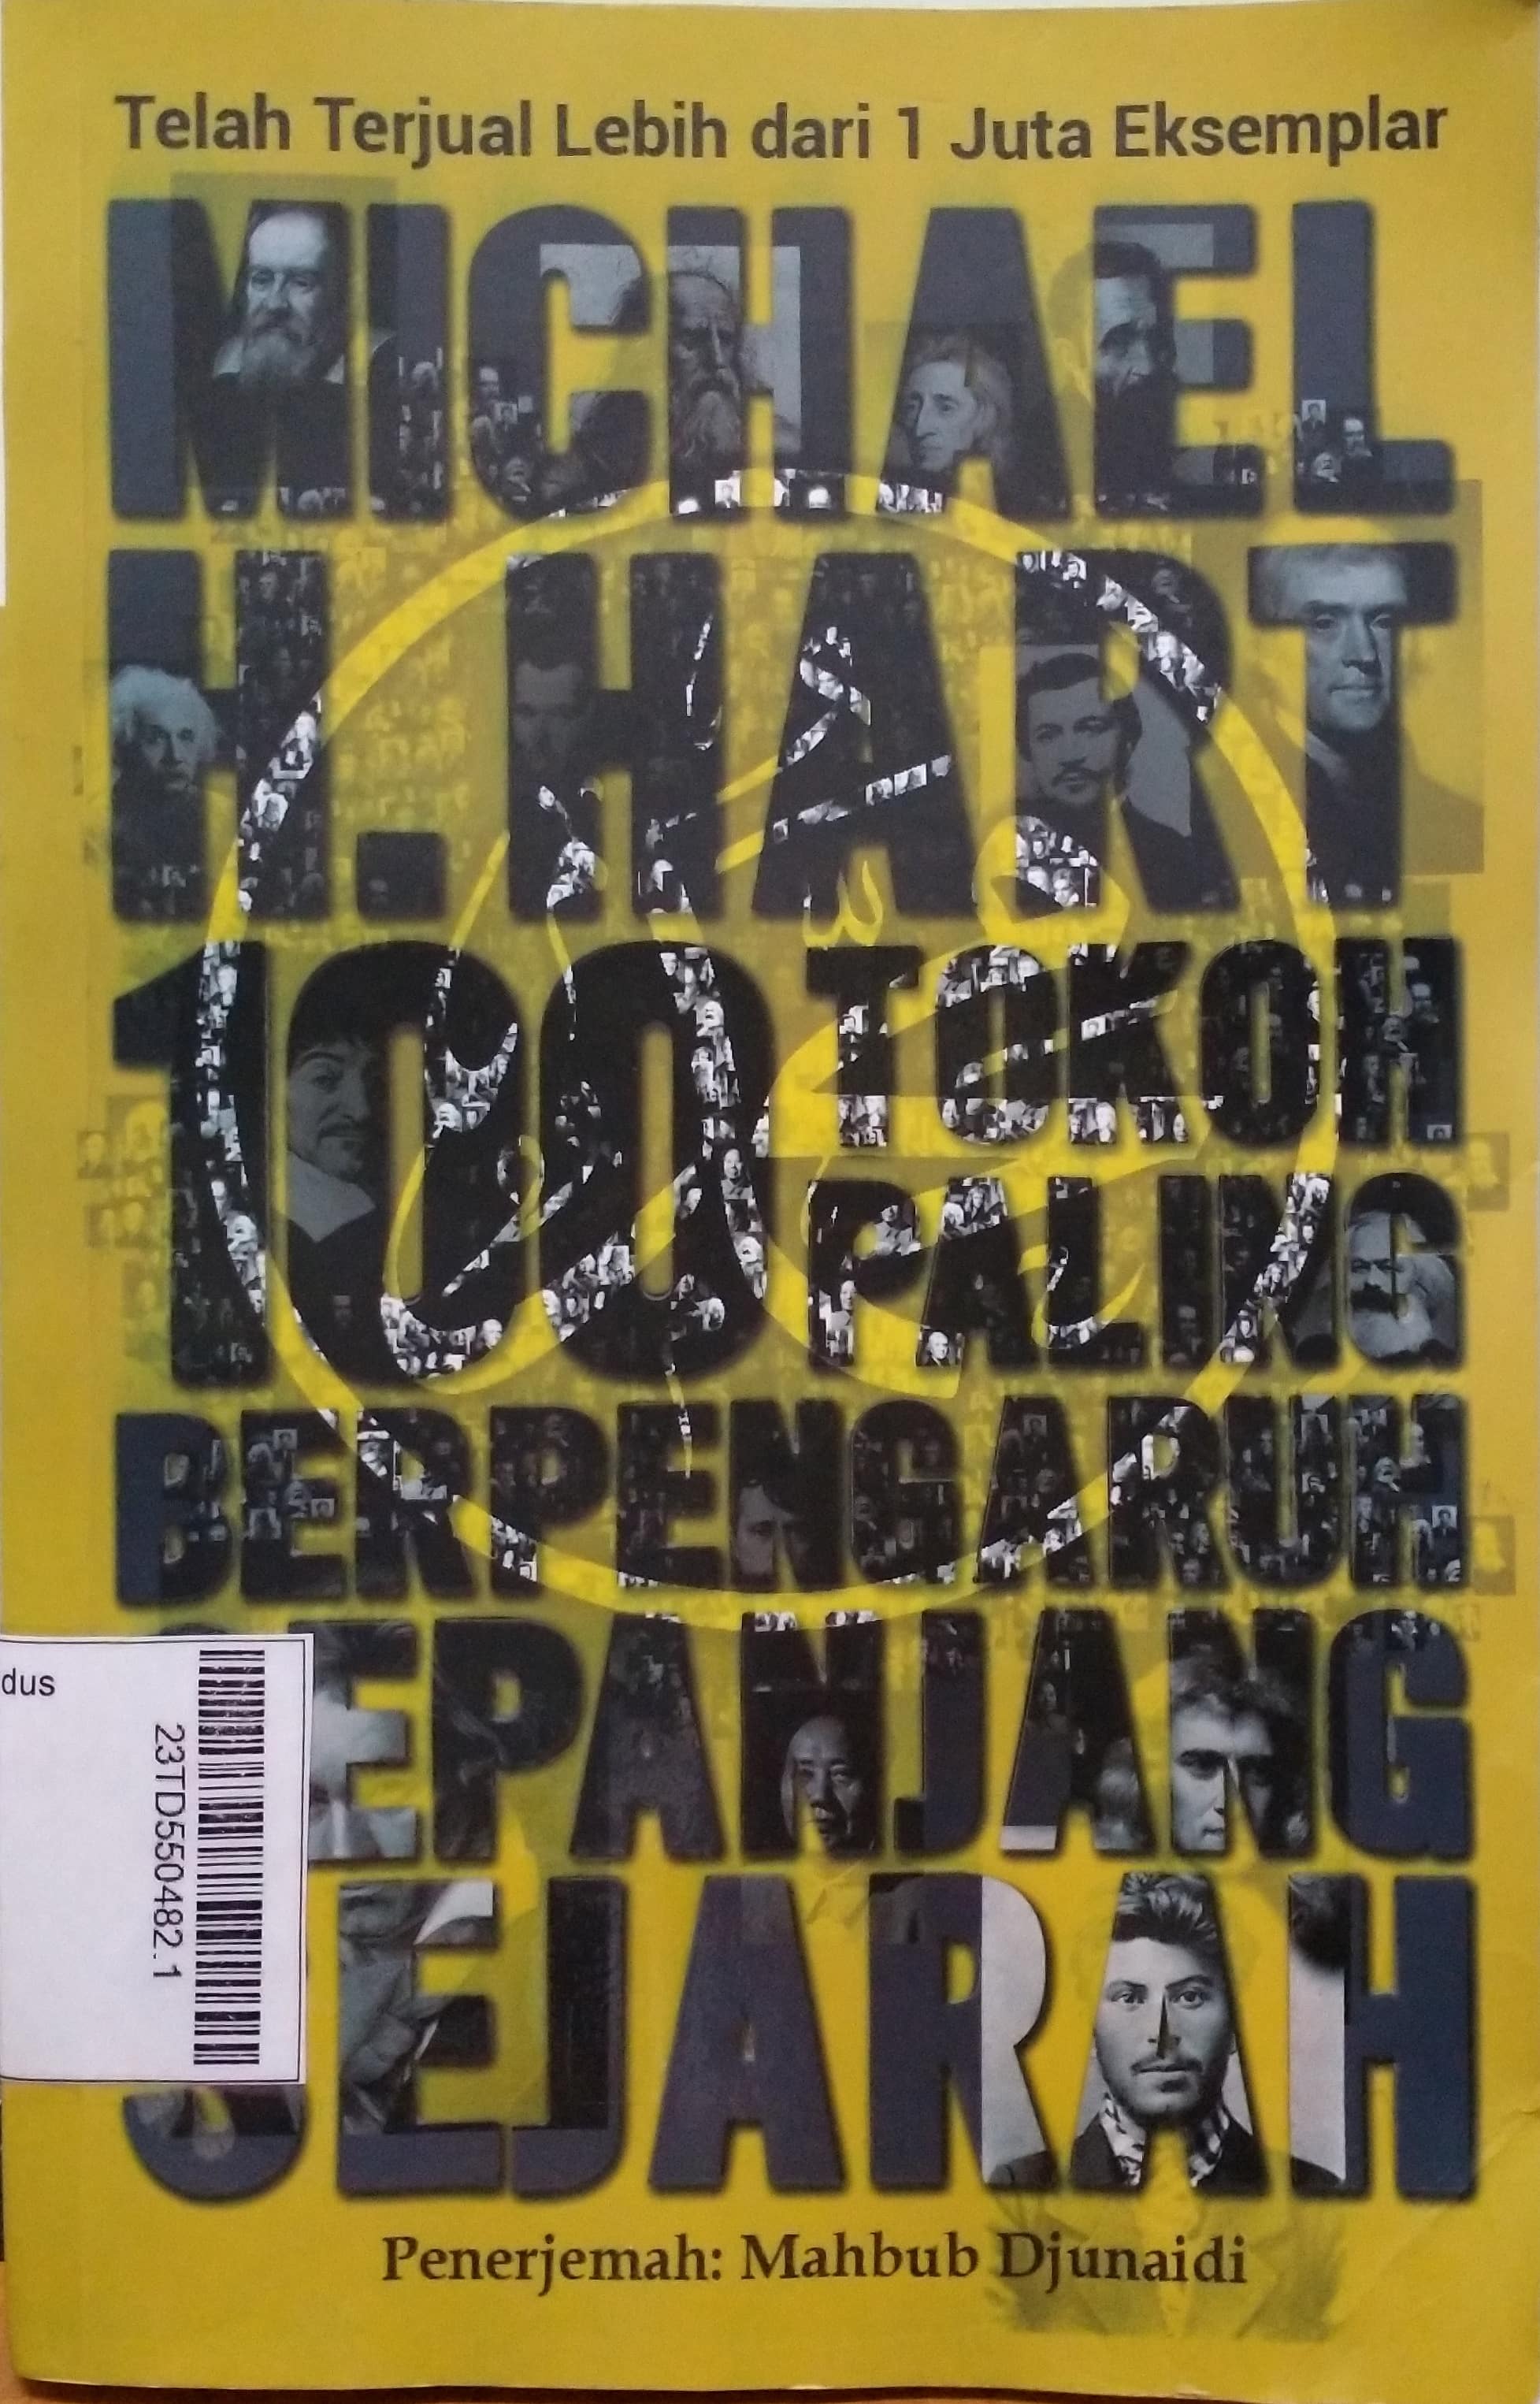 Telah Terjual Lebih dari 1 Juta Eksemplar
MICHAEL
H. HART
100 TOKOH
PALING
BERPENGARUH
SEPANJANG
SEJARAH
dus
23TD550482.1
Penerjemah: Mahbub Djunaidi